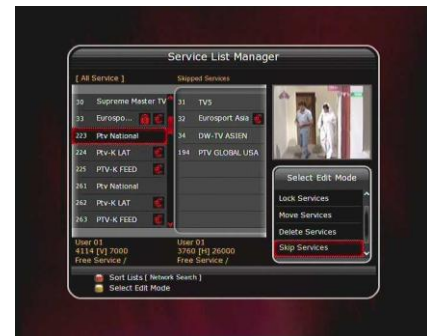 Service List Manager
[ All Service ]
Skipped Services
30 Supreme Master TV
33 Eurospo...
223 Ptv National
224 Ptv-K LAT
225 PTV-K FEED
261 Ptv National
262 Ptv-K LAT
263 PTV-K FEED
31 TV5
32 Eurosport Asia
34 DW-TV ASIEN
194 PTV GLOBAL USA
Select Edit Mode
Lock Services
Move Services
Delete Services
Skip Services
User 01
4114 [V] 7000
Free Service /
User 01
3760 [H] 26000
Free Service /
Sort Lists [ Network Search ]
Select Edit Mode